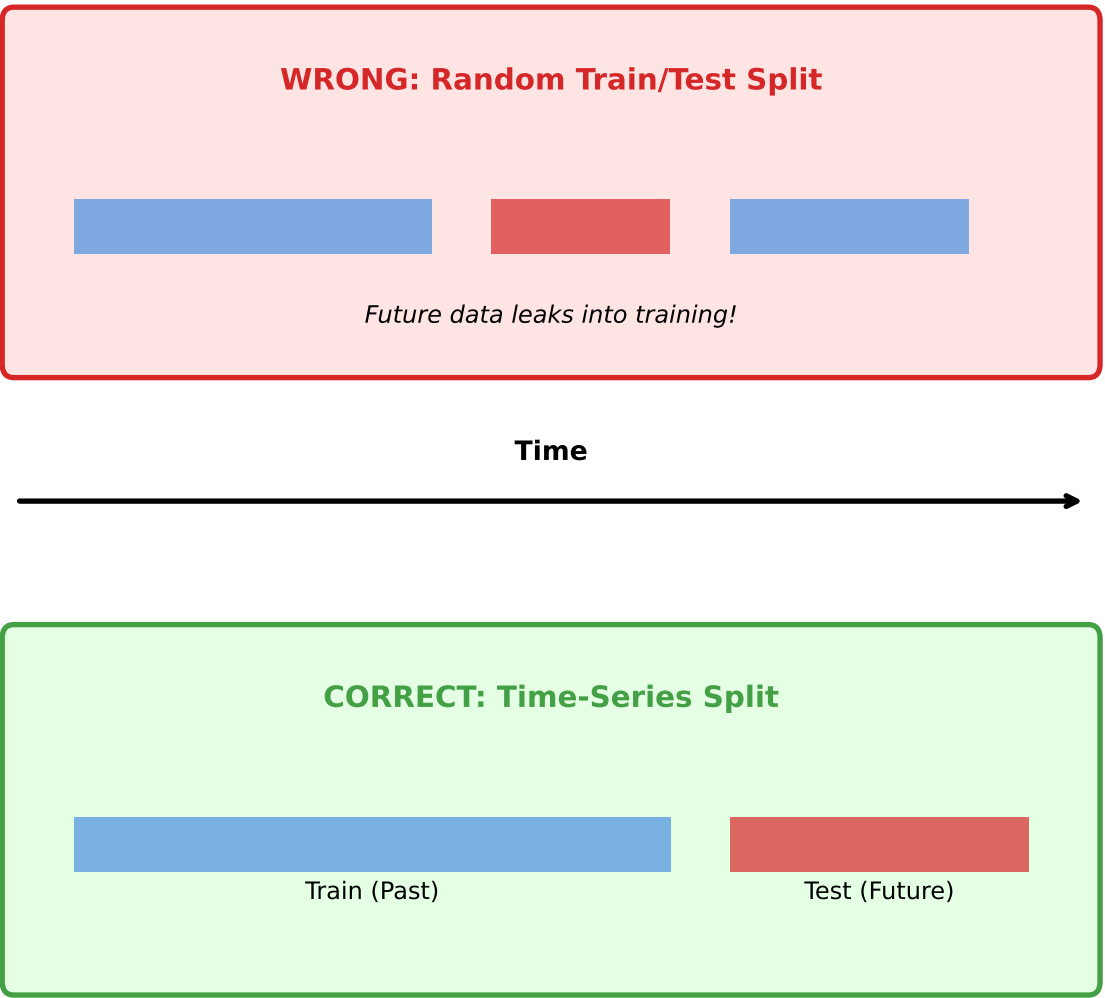 WRONG: Random Train/Test Split
Future data leaks into training!
Time
CORRECT: Time-Series Split
Train (Past)
Test (Future)